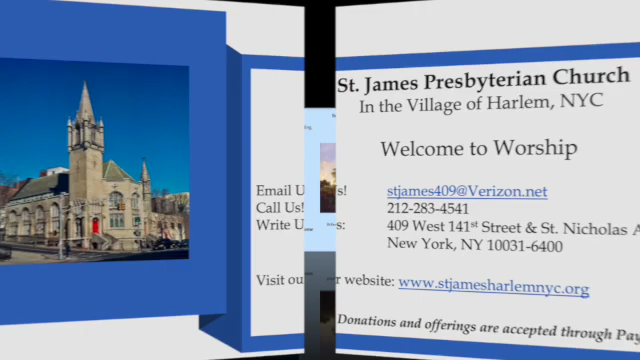 St. James Presbyterian Church
In the Village of Harlem, NYC
Welcome to Worship
Email U s! stjames409@Verizon.net
Call Us! 212-283-4541
Write U s: 409 West 141st Street & St. Nicholas A
New York, NY 10031-6400
Visit ou r website: www.stjamesharlemnyc.org
Donations and offerings are accepted through Pay